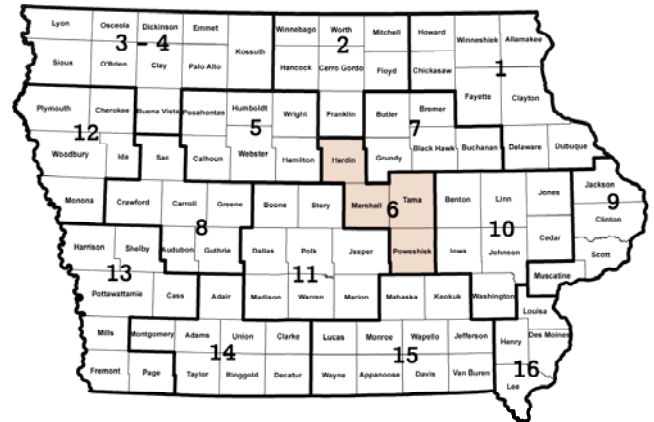 Lyon Osceola Dickinson Emmet Winnebago Worth Mitchell Howard Winneshiek Allamakee
3 - 4 Kossuth 2 1
Sioux O'Brien Clay Palo Alto Hancock Cerro Gordo Floyd Chickasaw
Fayette Clayton
Plymouth Cherokee Buena Vista Pocahontas Humboldt Wright Franklin Butler Bremer
12 5 7
Woodbury Ida Sac Calhoun Webster Hamilton Hardin Grundy Black Hawk Buchanan Delaware Dubuque
Monona Crawford Carroll Greene Boone Story Marshall Tama Benton Linn Jones Jackson
8 6 10 9
Clinton
Harrison Shelby Audubon Guthrie Dallas Polk Jasper Poweshiek Iowa Johnson Cedar Scott
13 11
Pottawattamie Cass Adair Madison Warren Marion Mahaska Keokuk Washington Muscatine
Louisa
Mills Montgomery Adams Union Clarke Lucas Monroe Wapello Jefferson Henry Des Moines
14 15 16
Fremont Page Taylor Ringgold Decatur Wayne Appanoose Davis Van Buren Lee